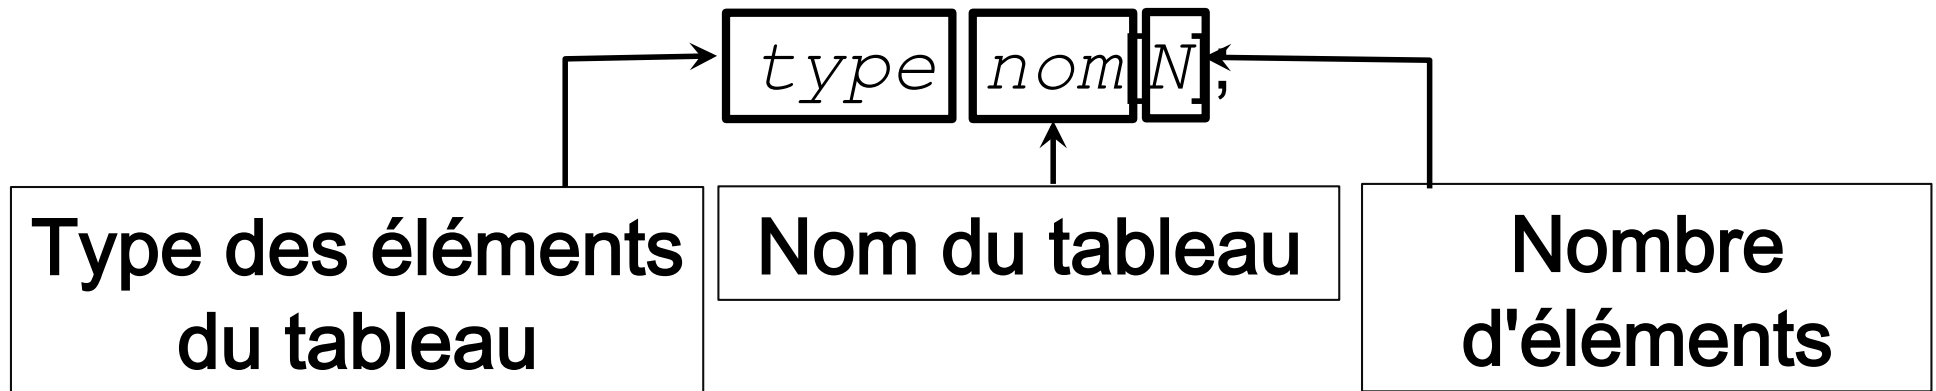 type nom[N];
Type des éléments
du tableau
Nom du tableau
Nombre
d'éléments